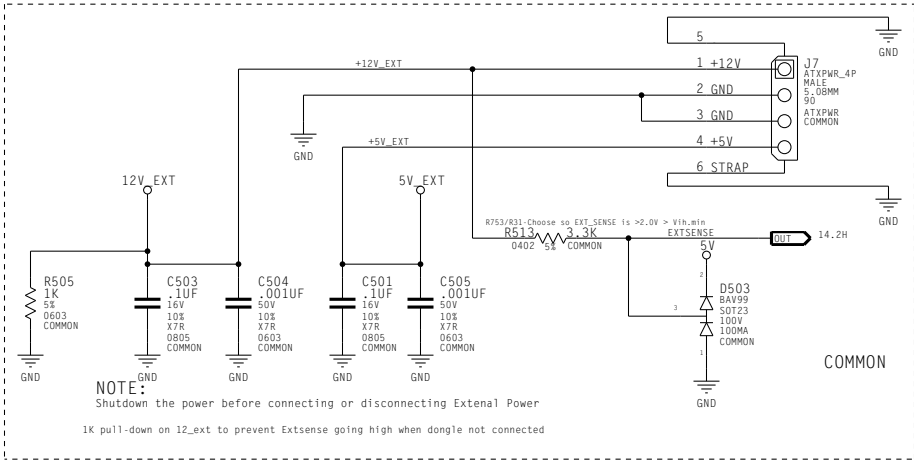 5
GND
1 +12V
+12V_EXT
J7
ATXPWR_4P
MALE
5.08MM
90
ATXPWR
COMMON
2 GND
3 GND
GND
4 +5V
+5V_EXT
6 STRAP
GND
12V_EXT
5V_EXT
R753/R31-Choose so EXT_SENSE is >2.0V > Vih.min
R513 3.3K
0402 5% COMMON
EXTSENSE
OUT 14.2H
5V
R505
1K
5%
0603
COMMON
GND
C503
.1UF
16V
10%
X7R
0805
COMMON
GND
C504
.001UF
50V
10%
X7R
0603
COMMON
GND
C501
.1UF
16V
10%
X7R
0805
COMMON
GND
C505
.001UF
50V
10%
X7R
0603
COMMON
GND
2
3
1
D503
BAV99
SOT23
100V
100MA
COMMON
GND
COMMON
NOTE:
Shutdown the power before connecting or disconnecting Extenal Power
1K pull-down on 12_ext to prevent Extsense going high when dongle not connected